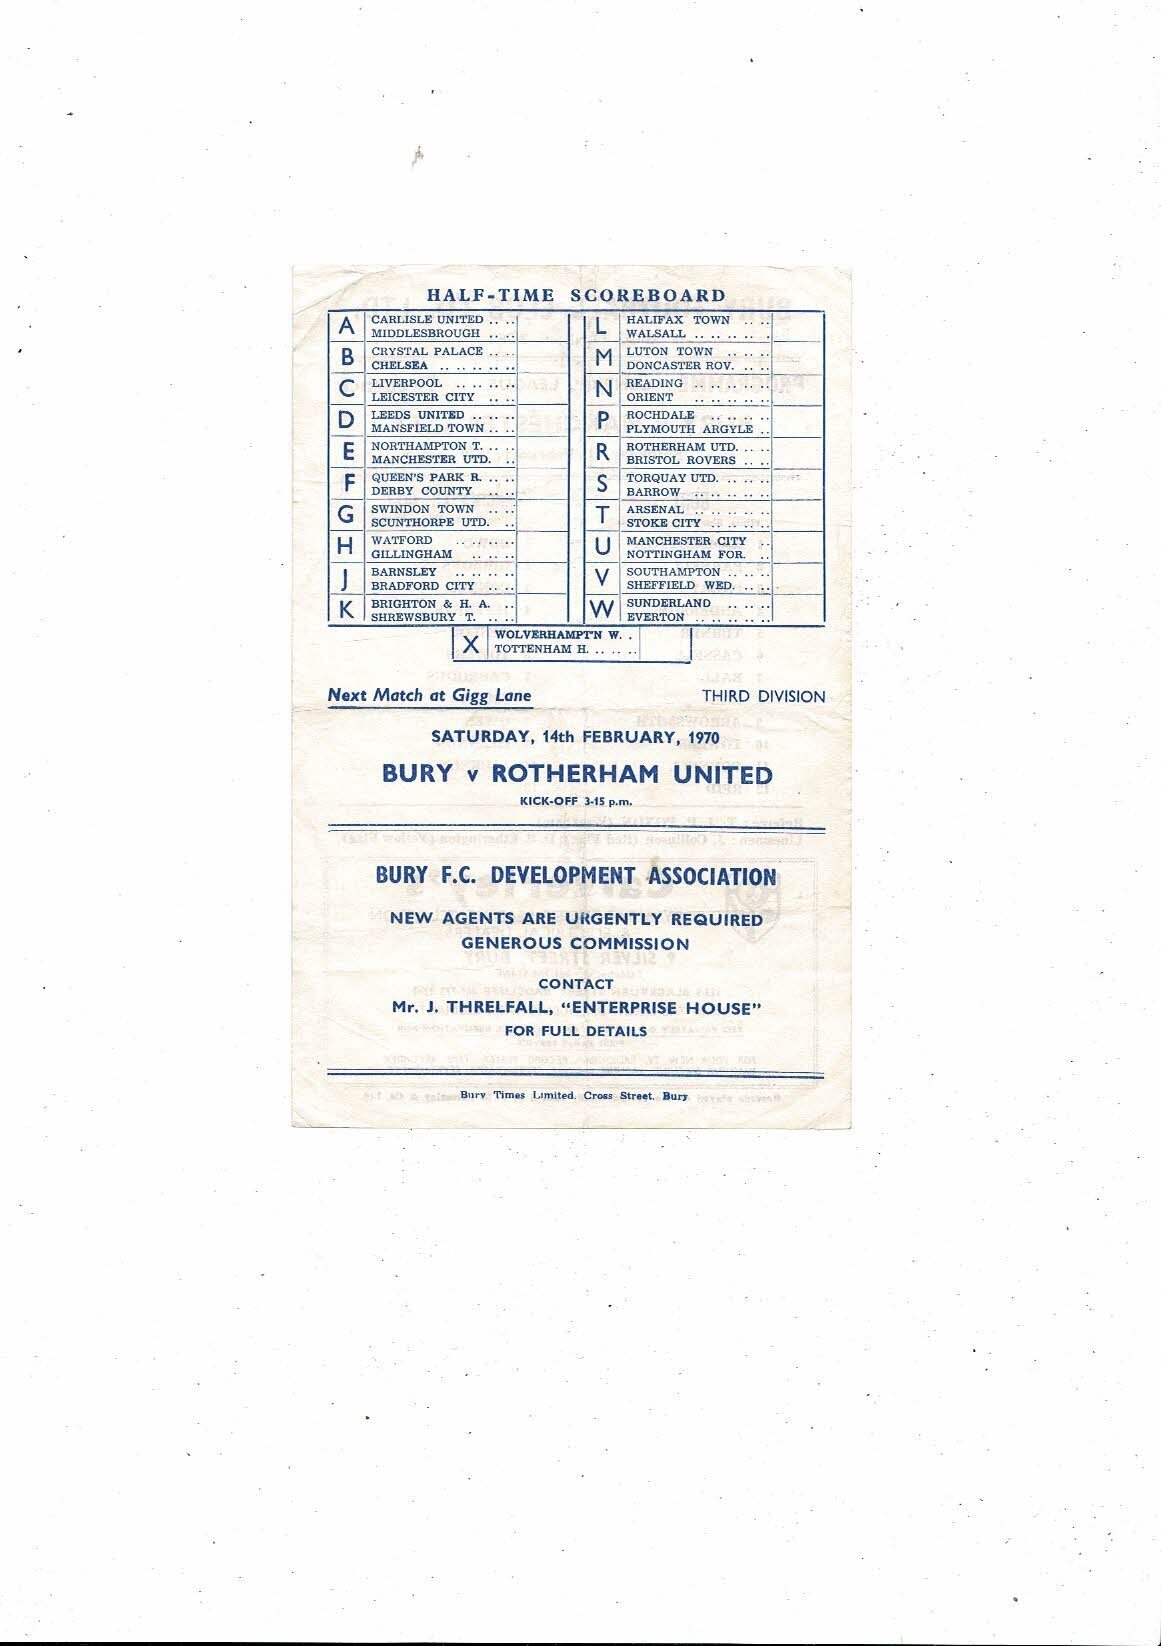 HALF-TIME SCOREBOARD
A CARLISLE UNITED .. ..
MIDDLESBROUGH .. ..
B CRYSTAL PALACE .. ..
CHELSEA .. .. .. .. ..
C LIVERPOOL .. .. .. ..
LEICESTER CITY .. ..
D LEEDS UNITED .. .. ..
MANSFIELD TOWN .. ..
E NORTHAMPTON T. .. ..
MANCHESTER UTD. ..
F QUEEN'S PARK R. .. ..
DERBY COUNTY .. ..
G SWINDON TOWN .. ..
SCUNTHORPE UTD. ..
H WATFORD .. .. .. ..
GILLINGHAM .. .. ..
J BARNSLEY .. .. .. ..
BRADFORD CITY .. ..
K BRIGHTON & H. A. ..
SHREWSBURY T. .. ..
L HALIFAX TOWN .. ..
WALSALL .. .. .. .. .
M LUTON TOWN .. ..
DONCASTER ROV. .. ..
N READING .. .. .. ..
ORIENT .. .. .. .. ..
P ROCHDALE .. .. .. ..
PLYMOUTH ARGYLE ..
R ROTHERHAM UTD. .. ..
BRISTOL ROVERS .. ..
S TORQUAY UTD. .. .. ..
BARROW .. .. .. .. ..
T ARSENAL .. .. .. ..
STOKE CITY .. .. .. ..
U MANCHESTER CITY ..
NOTTINGHAM FOR. ..
V SOUTHAMPTON .. .. ..
SHEFFIELD WED. .. ..
W SUNDERLAND .. .. ..
EVERTON .. .. .. .. ..
X WOLVERHAMPT'N W. .
TOTTENHAM H. .. .. ..
Next Match at Gigg Lane THIRD DIVISION
SATURDAY, 14th FEBRUARY, 1970
BURY v ROTHERHAM UNITED
KICK-OFF 3-15 p.m.
BURY F.C. DEVELOPMENT ASSOCIATION
NEW AGENTS ARE URGENTLY REQUIRED
GENEROUS COMMISSION
CONTACT
Mr. J. THRELFALL, "ENTERPRISE HOUSE"
FOR FULL DETAILS
Bury Times Limited. Cross Street. Bury